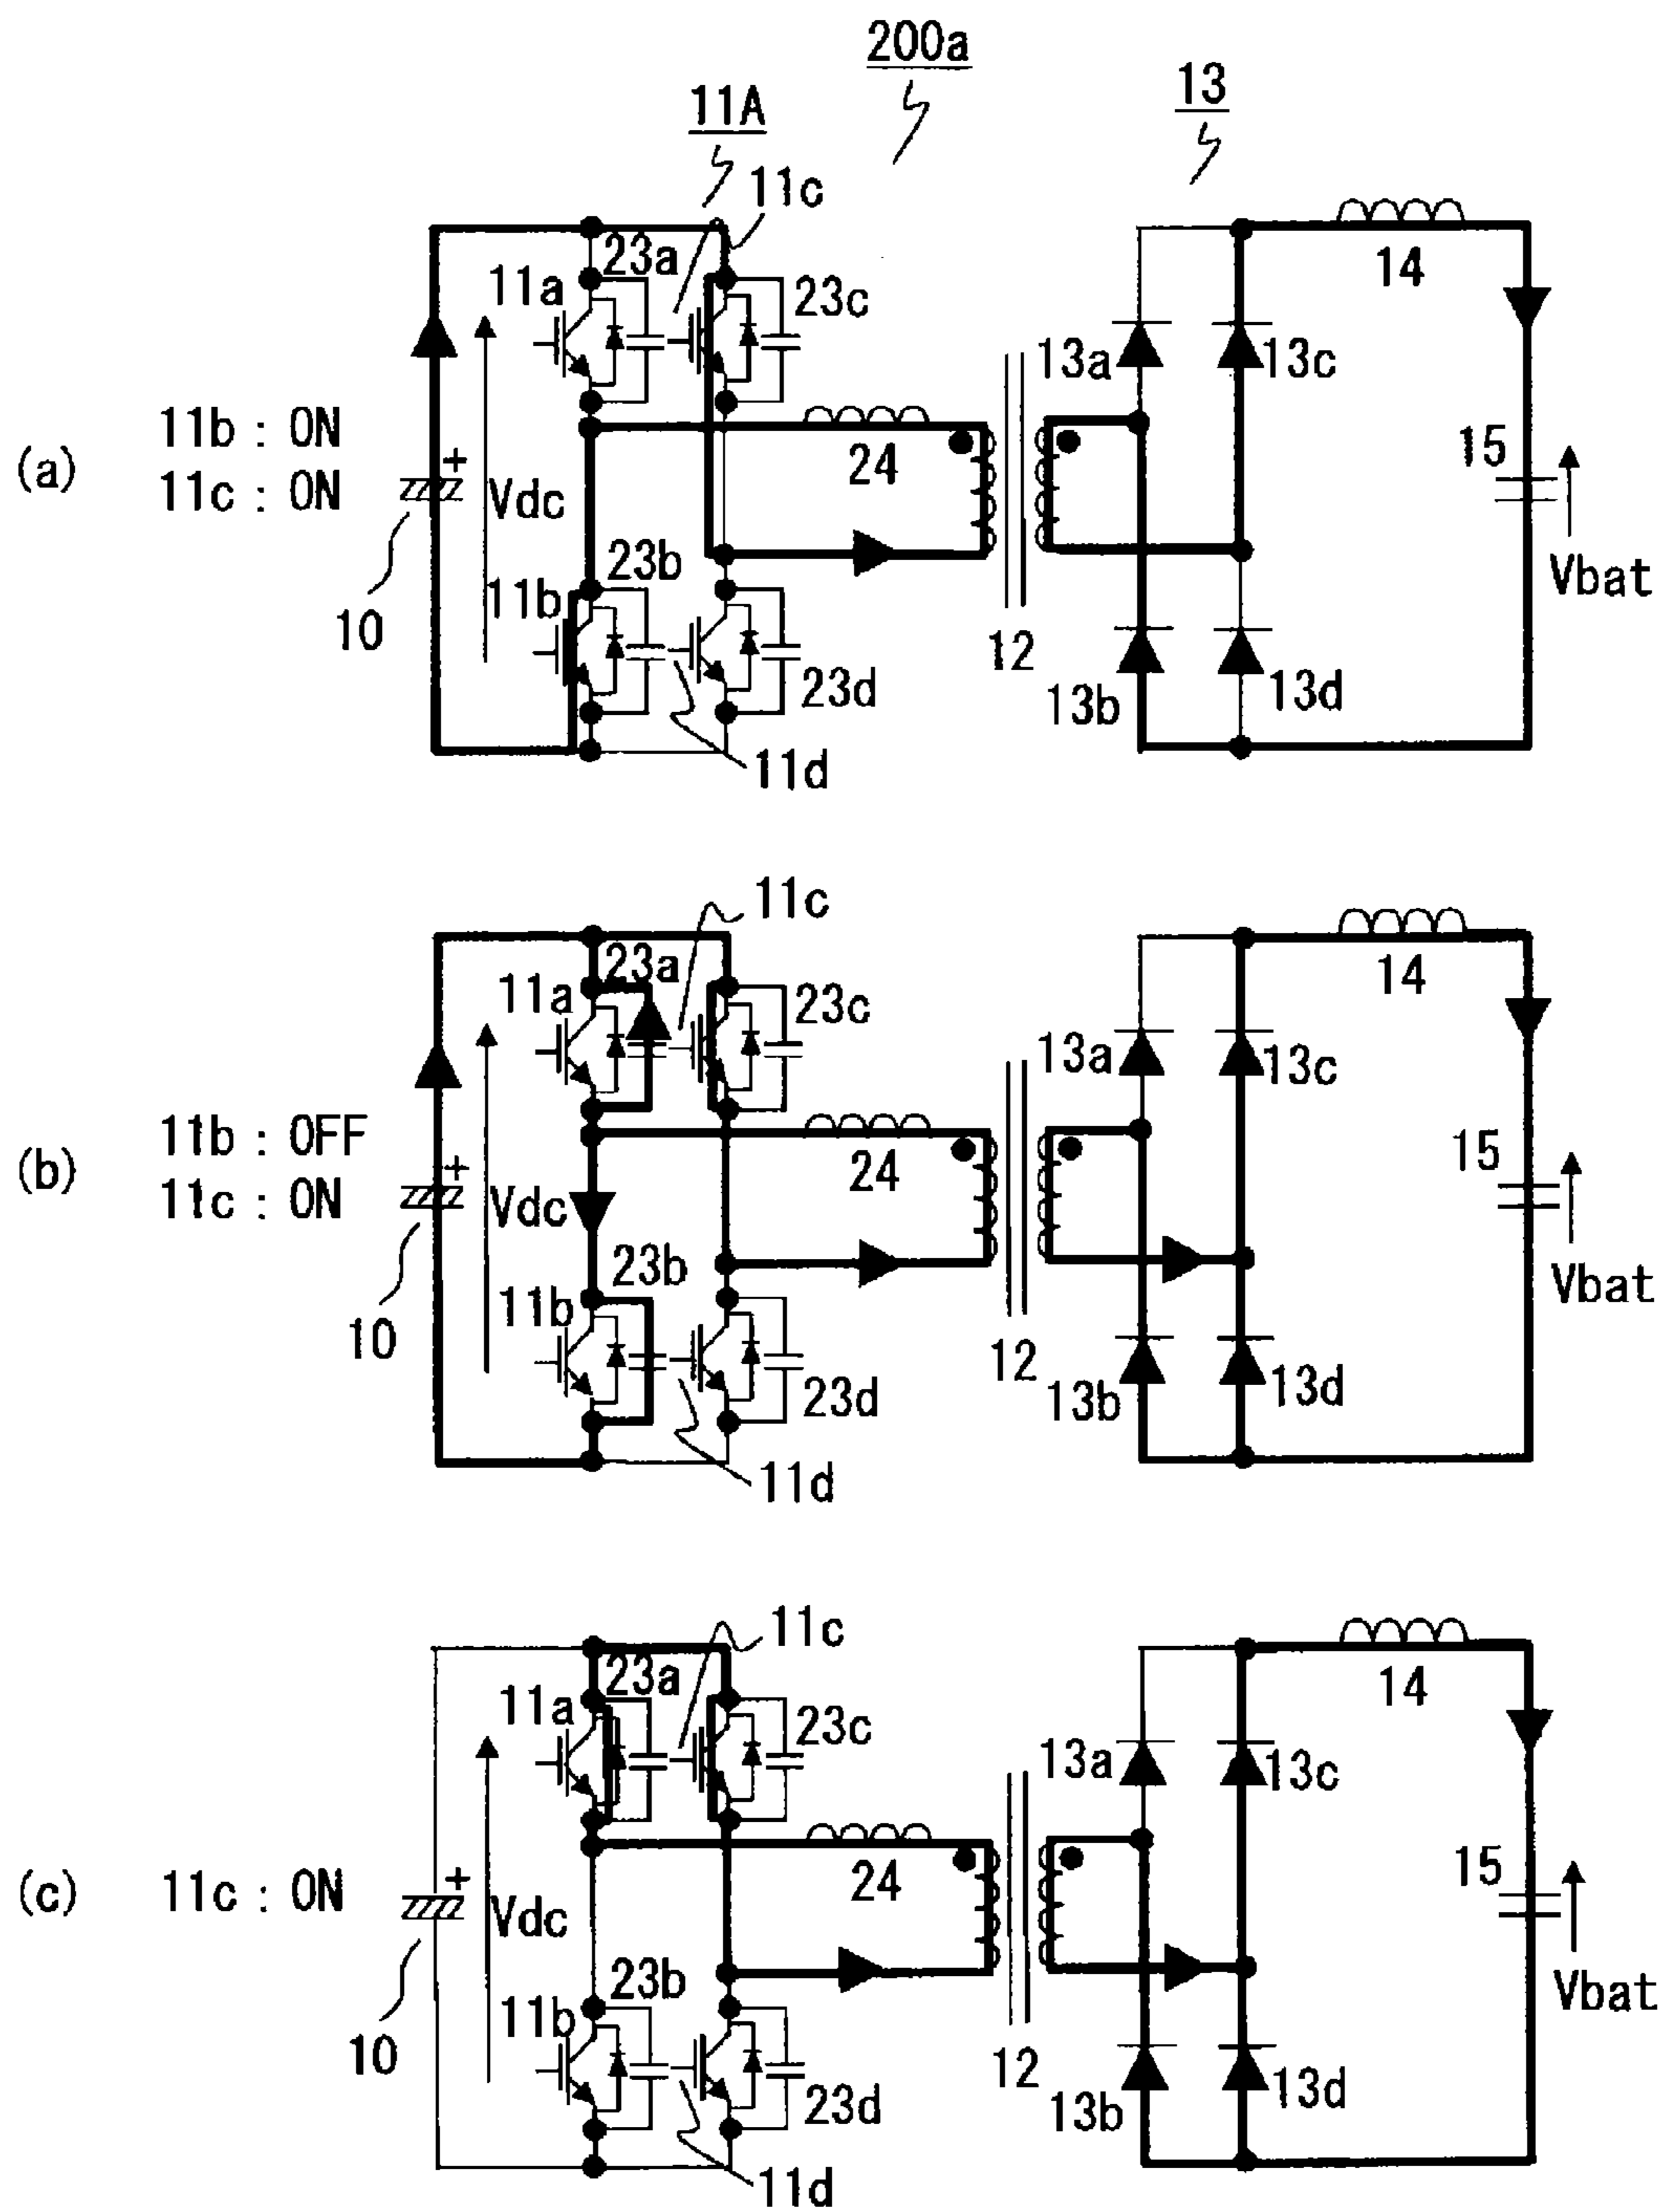 200a
11A
13
11c
23a
11a
23c
14
13a
13c
(a)
11b : ON
11c : ON
+
Vdc
24
15
23b
11b
10
12
Vbat
23d
13b
13d
11d
11c
23a
11a
23c
14
13a
13c
(b)
11b : OFF
11c : ON
+
Vdc
24
15
23b
11b
10
12
Vbat
23d
13b
13d
11d
11c
23a
11a
23c
14
13a
13c
(c)
11c : ON
+
Vdc
24
15
23b
11b
10
12
Vbat
23d
13b
13d
11d